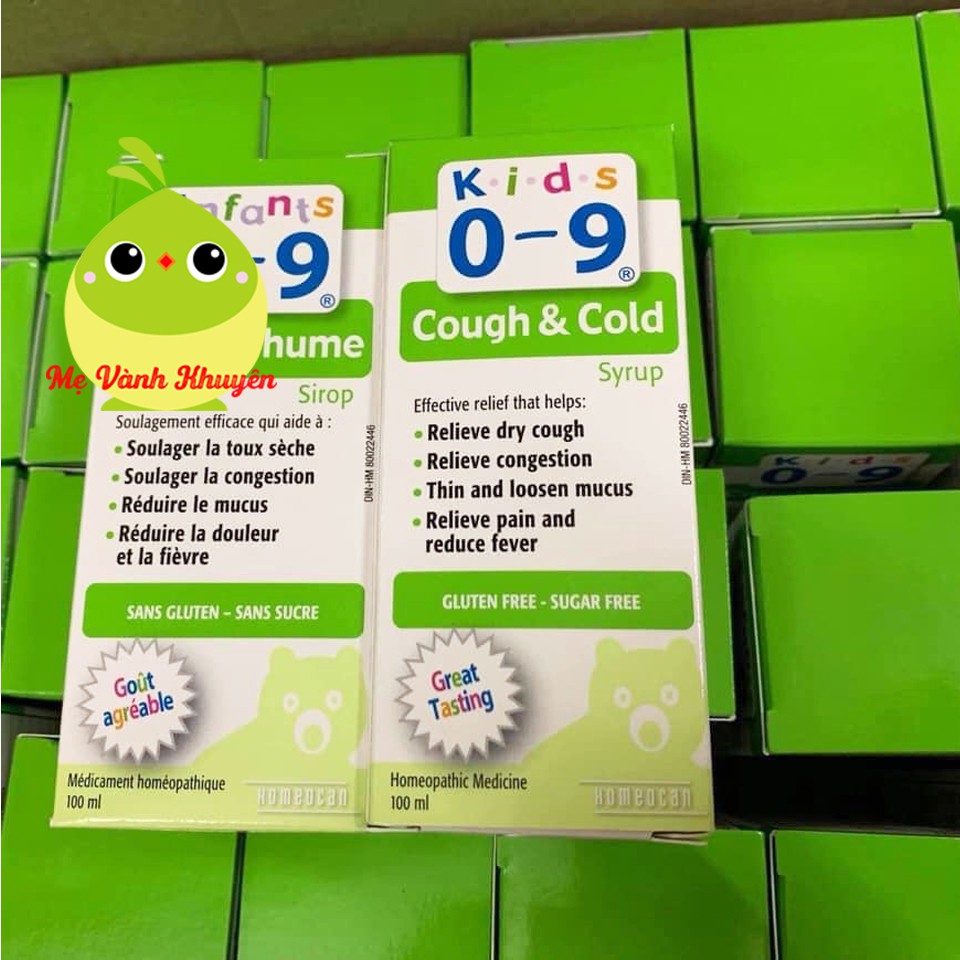 nfants
-9®
hume
Mẹ Vành Khuyên
Sirop
Soulagement efficace qui aide à :
• Soulager la toux sèche
• Soulager la congestion
• Réduire le mucus
• Réduire la douleur
et la fièvre
DIN-HM 80022446
SANS GLUTEN – SANS SUCRE
Goût
agréable
Médicament homéopathique
100 ml
HOMEOCAN
K·i·d·s
0-9®
Cough & Cold
Syrup
Effective relief that helps:
• Relieve dry cough
• Relieve congestion
• Thin and loosen mucus
• Relieve pain and
reduce fever
DIN-HM 80022446
GLUTEN FREE - SUGAR FREE
Great
Tasting
Homeopathic Medicine
100 ml
HOMEOCAN
Kids
0-9